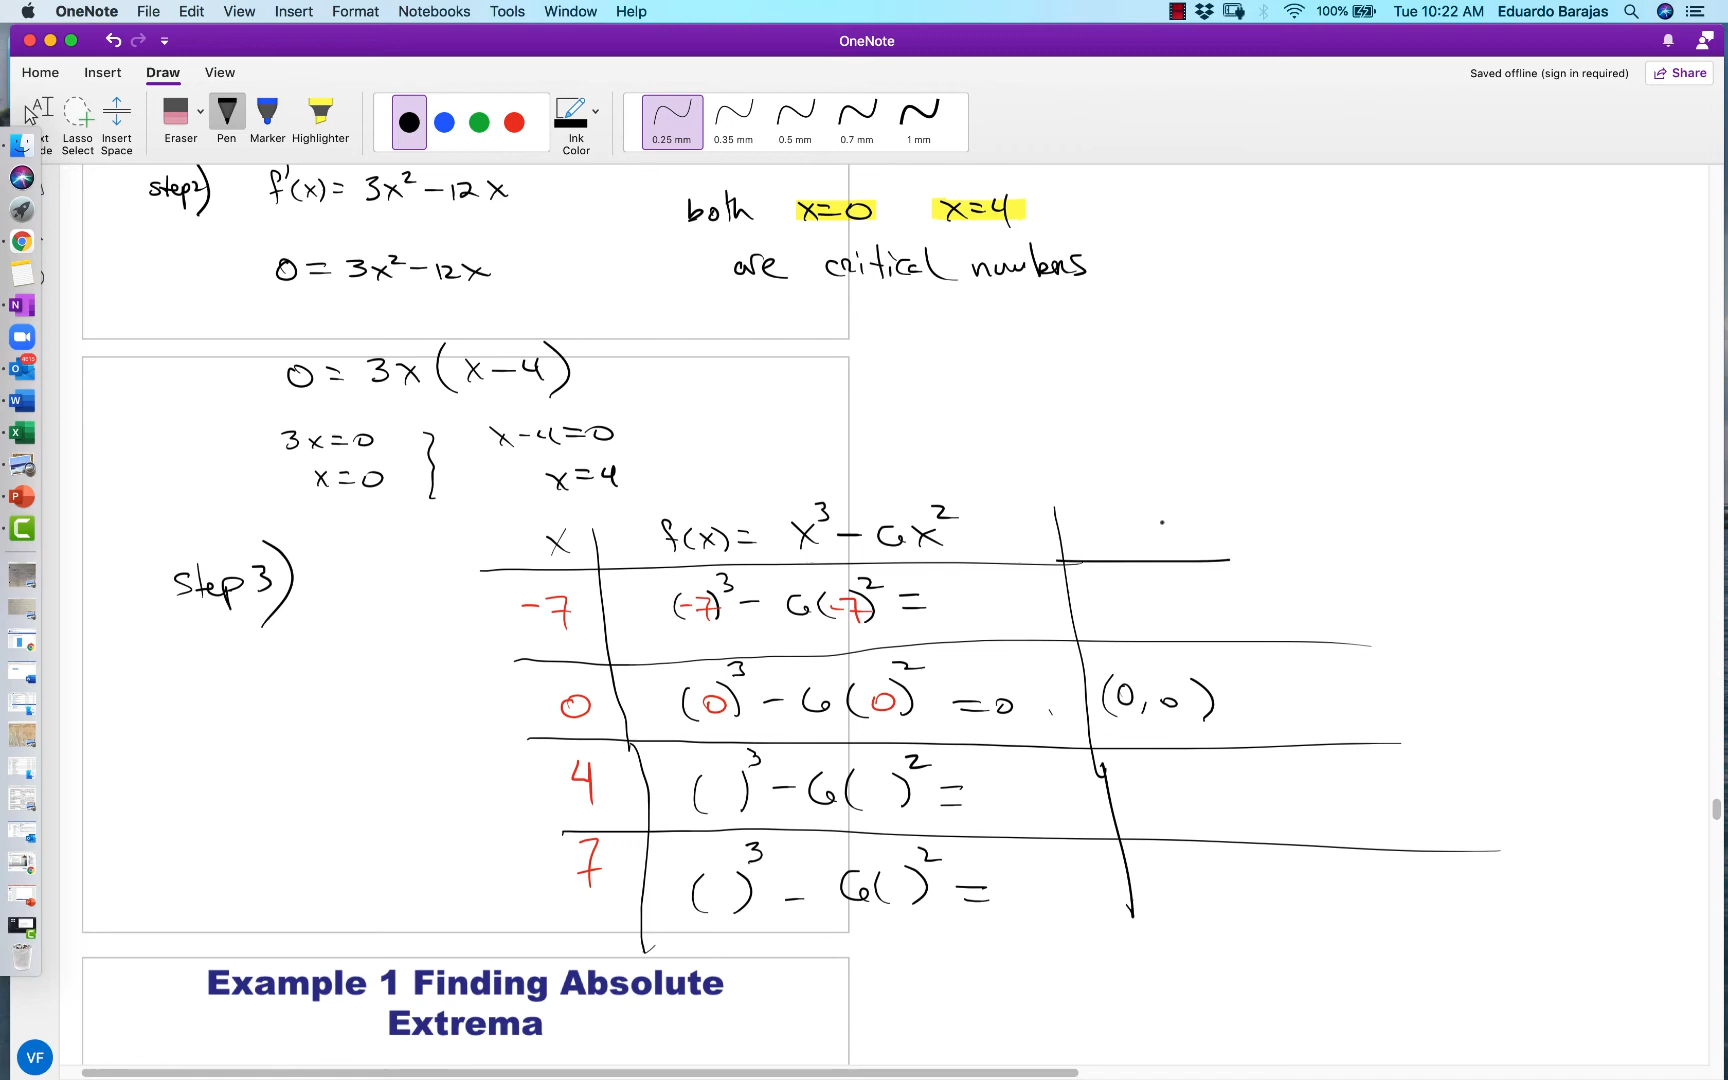 OneNote File Edit View Insert Format Notebooks Tools Window Help 100% Tue 10:22 AM Eduardo Barajas
OneNote
Home Insert Draw View Saved offline (sign in required) Share
Lasso Select
Insert Space
Eraser
Pen
Marker
Highlighter
Ink Color
0.25 mm
0.35 mm
0.5 mm
0.7 mm
1 mm
step2) f'(x) = 3x² − 12x
both x=0 x=4
0 = 3x² − 12x
are critical numbers
0 = 3x(x−4)
3x=0 } x−4=0
x=0 x=4
x f(x) = x³ − 6x²
step 3)
−7 (−7)³ − 6(−7)² =
0 (0)³ − 6(0)² = 0 (0, 0)
4 ( )³ − 6( )² =
7 ( )³ − 6( )² =
Example 1 Finding Absolute
Extrema
VF